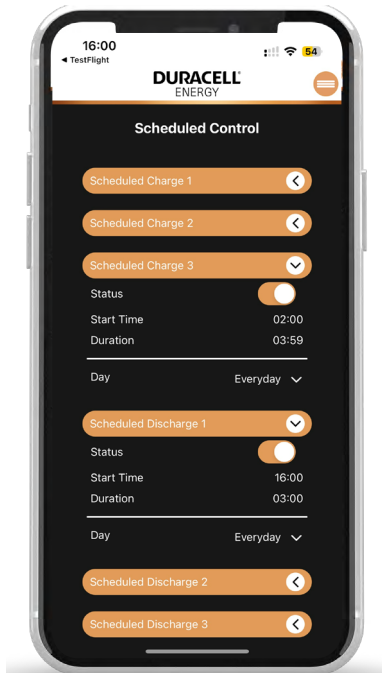 16:00
54
◄ TestFlight
DURACELL
ENERGY
Scheduled Control
Scheduled Charge 1
Scheduled Charge 2
Scheduled Charge 3
Status
Start Time 02:00
Duration 03:59
Day Everyday
Scheduled Discharge 1
Status
Start Time 16:00
Duration 03:00
Day Everyday
Scheduled Discharge 2
Scheduled Discharge 3